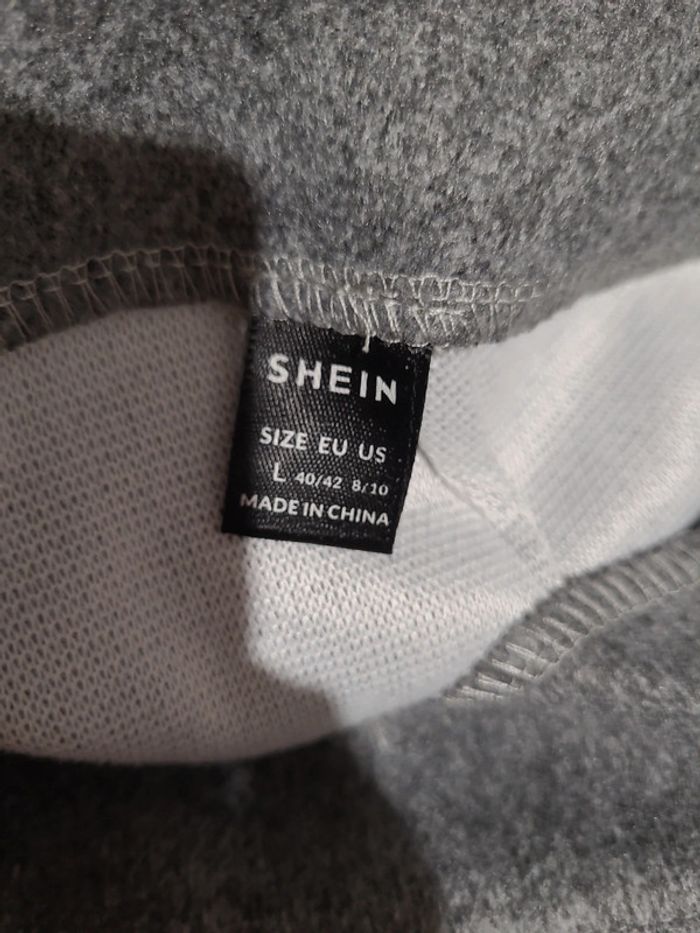 SHEIN
SIZE EU US
L 40/42 8/10
MADE IN CHINA